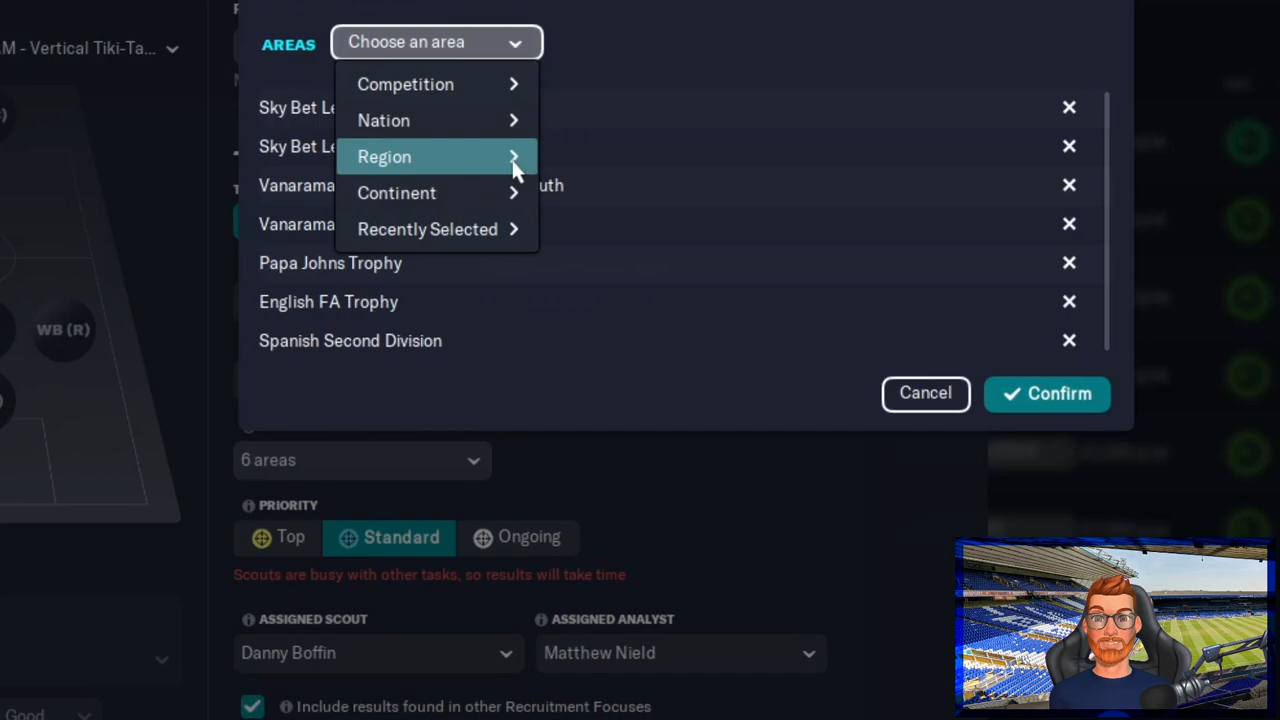 M - Vertical Tiki-Ta...
AREAS
Choose an area
Competition
Nation
Region
Continent
Recently Selected
Sky Bet Le
Sky Bet Le
Vanarama
uth
Vanarama
Papa Johns Trophy
English FA Trophy
Spanish Second Division
Cancel
Confirm
WB (R)
6 areas
PRIORITY
Top
Standard
Ongoing
Scouts are busy with other tasks, so results will take time
ASSIGNED SCOUT
ASSIGNED ANALYST
Danny Boffin
Matthew Nield
Include results found in other Recruitment Focuses
Good